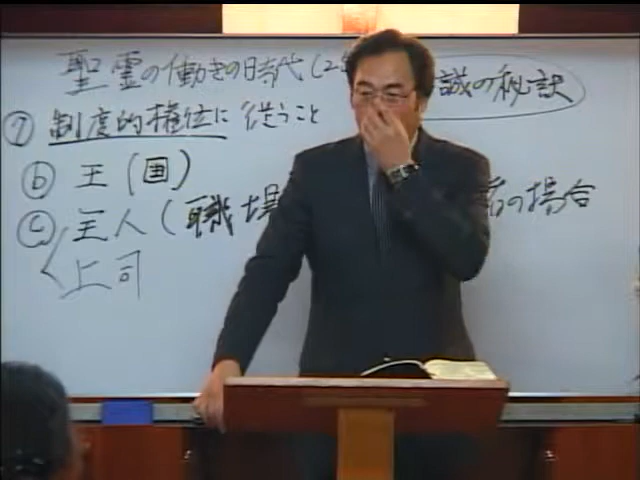 聖霊の働きの時代(2
誠の秘訣
⑦ 制度的権位に従うこと
ⓑ 王(国)
ⓒ 主人(職場
の場合
上司